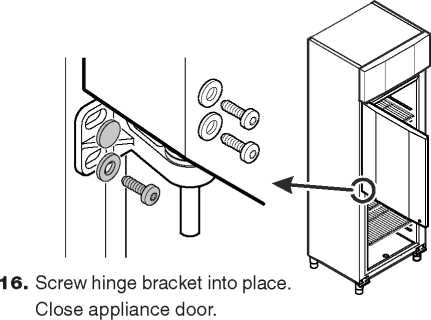 16. Screw hinge bracket into place.
Close appliance door.